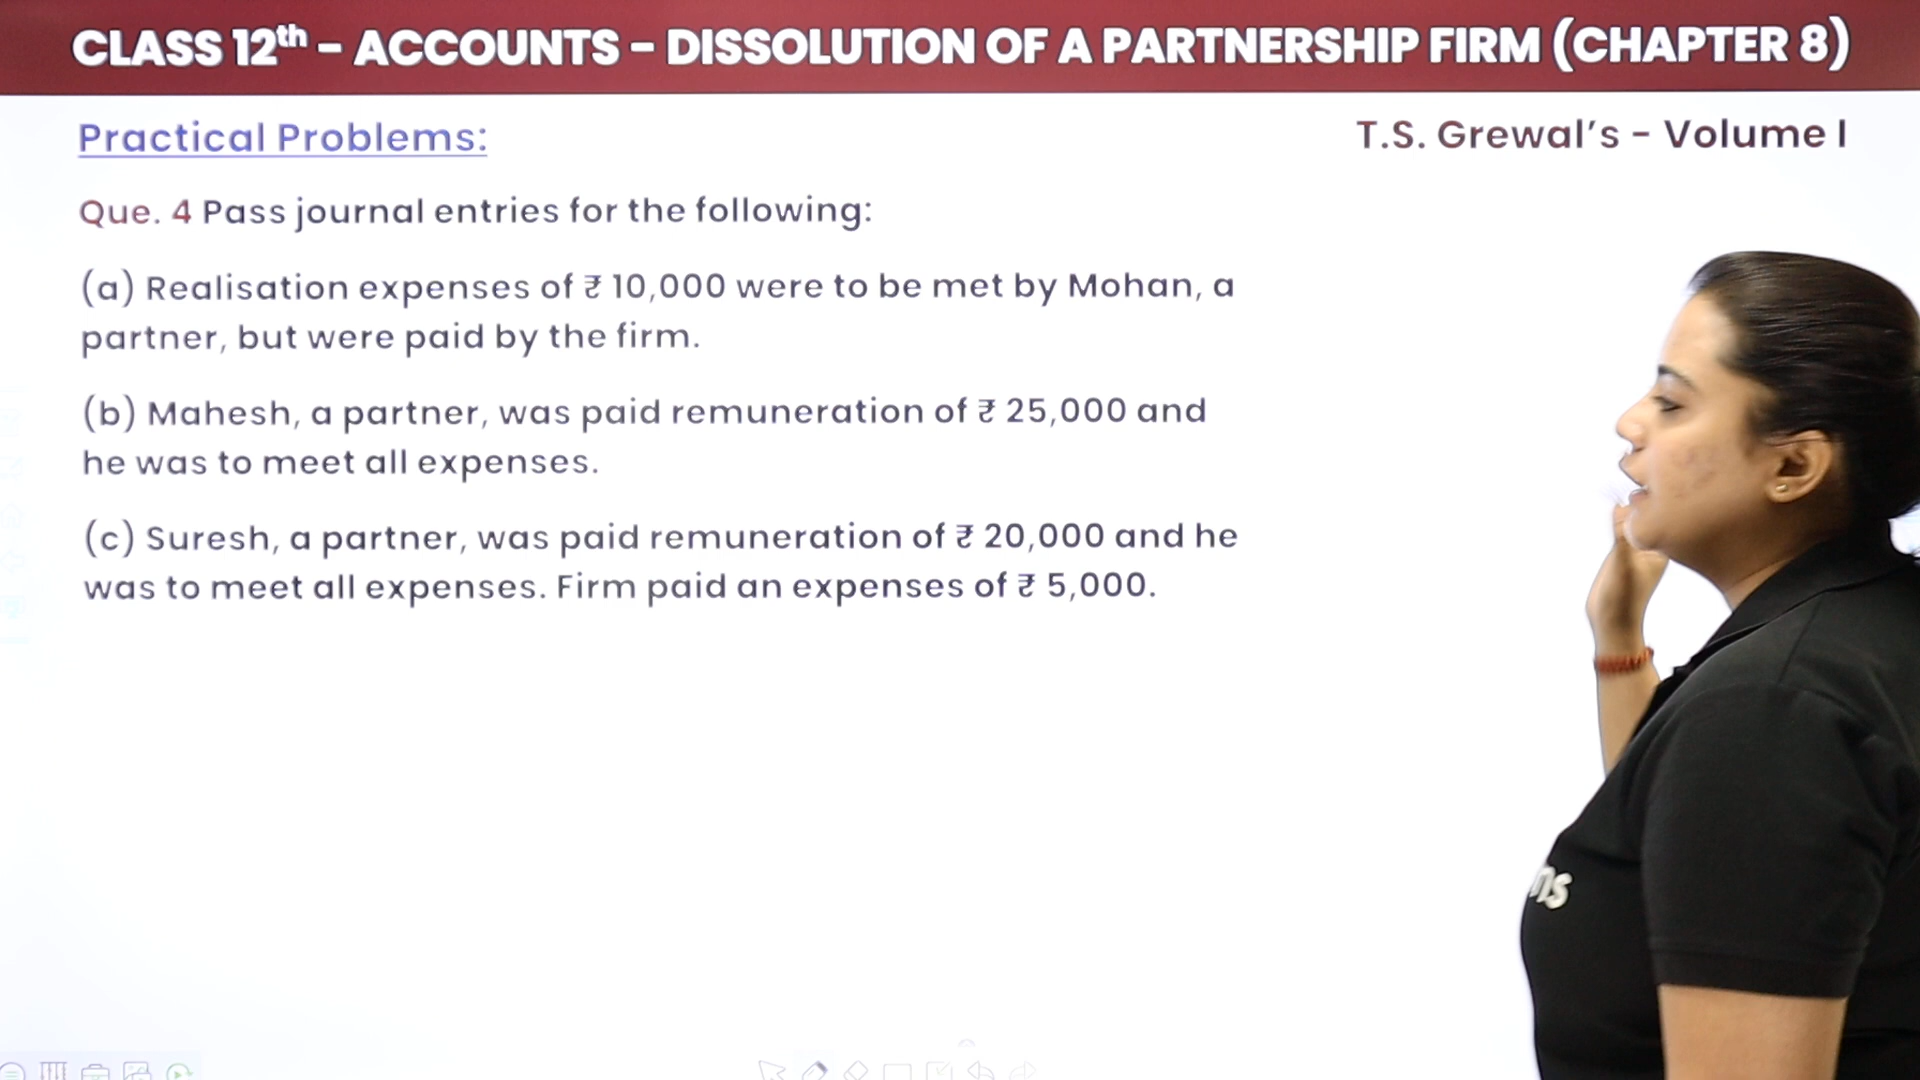 CLASS 12th – ACCOUNTS – DISSOLUTION OF A PARTNERSHIP FIRM (CHAPTER 8)
Practical Problems:
T.S. Grewal's – Volume I
Que. 4 Pass journal entries for the following:
(a) Realisation expenses of ₹ 10,000 were to be met by Mohan, a
partner, but were paid by the firm.
(b) Mahesh, a partner, was paid remuneration of ₹ 25,000 and
he was to meet all expenses.
(c) Suresh, a partner, was paid remuneration of ₹ 20,000 and he
was to meet all expenses. Firm paid an expenses of ₹ 5,000.
ns